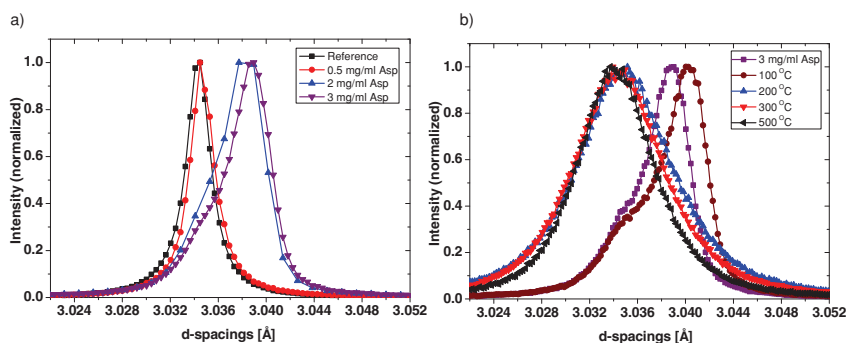 a)
Intensity (normalized)
1.0
0.8
0.6
0.4
0.2
0.0
3.024 3.028 3.032 3.036 3.040 3.044 3.048 3.052
d-spacings [Å]
Reference
0.5 mg/ml Asp
2 mg/ml Asp
3 mg/ml Asp
b)
Intensity (normalized)
1.0
0.8
0.6
0.4
0.2
0.0
3.024 3.028 3.032 3.036 3.040 3.044 3.048 3.052
d-spacings [Å]
3 mg/ml Asp
100 °C
200 °C
300 °C
500 °C